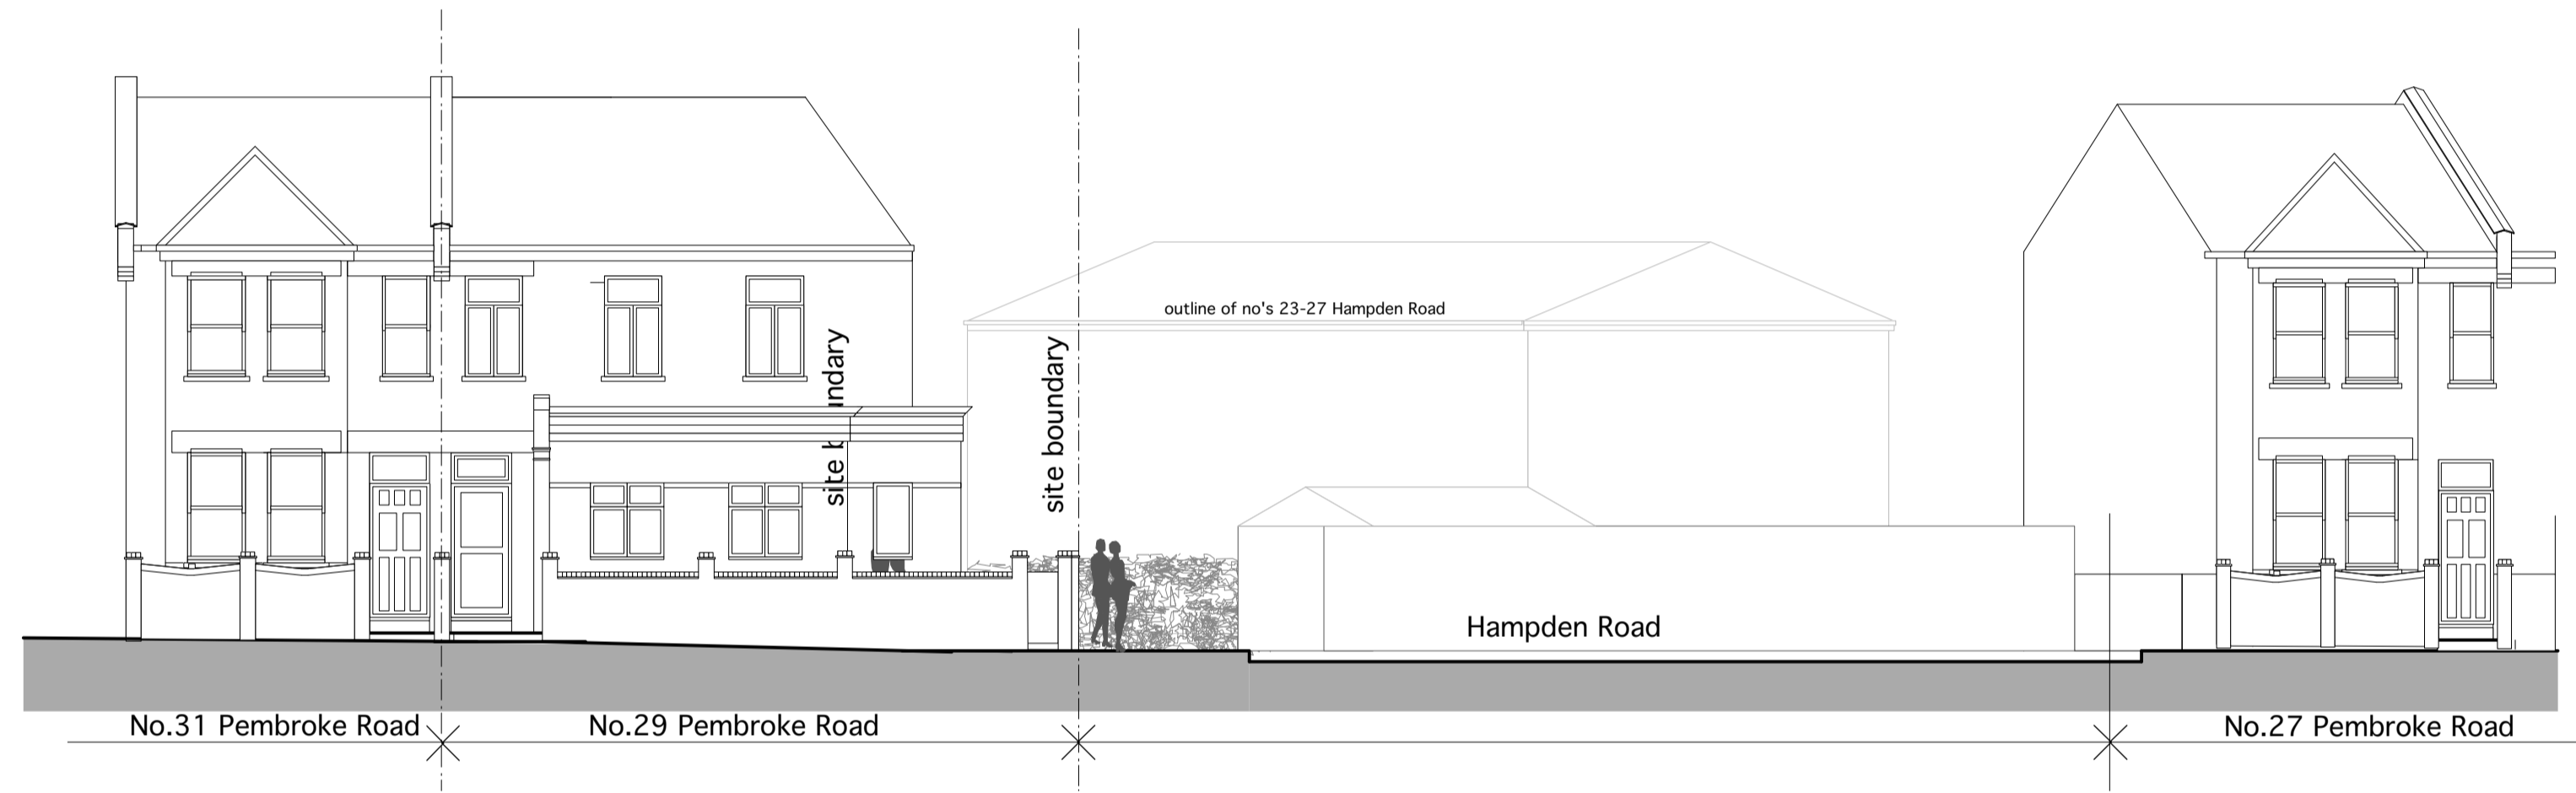 outline of no's 23-27 Hampden Road
site boundary
site boundary
Hampden Road
No.31 Pembroke Road
No.29 Pembroke Road
No.27 Pembroke Road